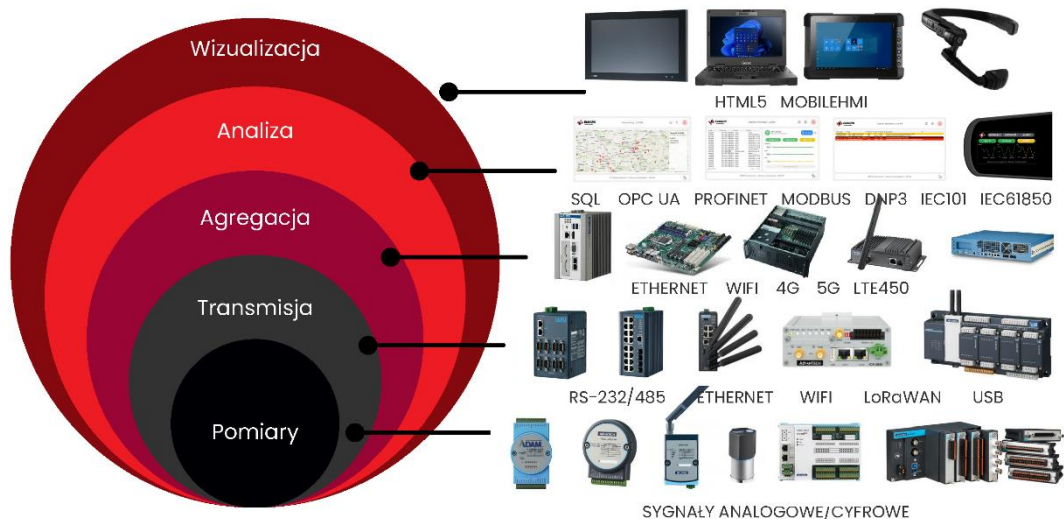 Wizualizacja
HTML5 MOBILEHMI
Analiza
SQL OPC UA PROFINET MODBUS DNP3 IEC101 IEC61850
Agregacja
ETHERNET WIFI 4G 5G LTE450
Transmisja
RS-232/485 ETHERNET WIFI LoRaWAN USB
Pomiary
ADAM
SYGNAŁY ANALOGOWE/CYFROWE